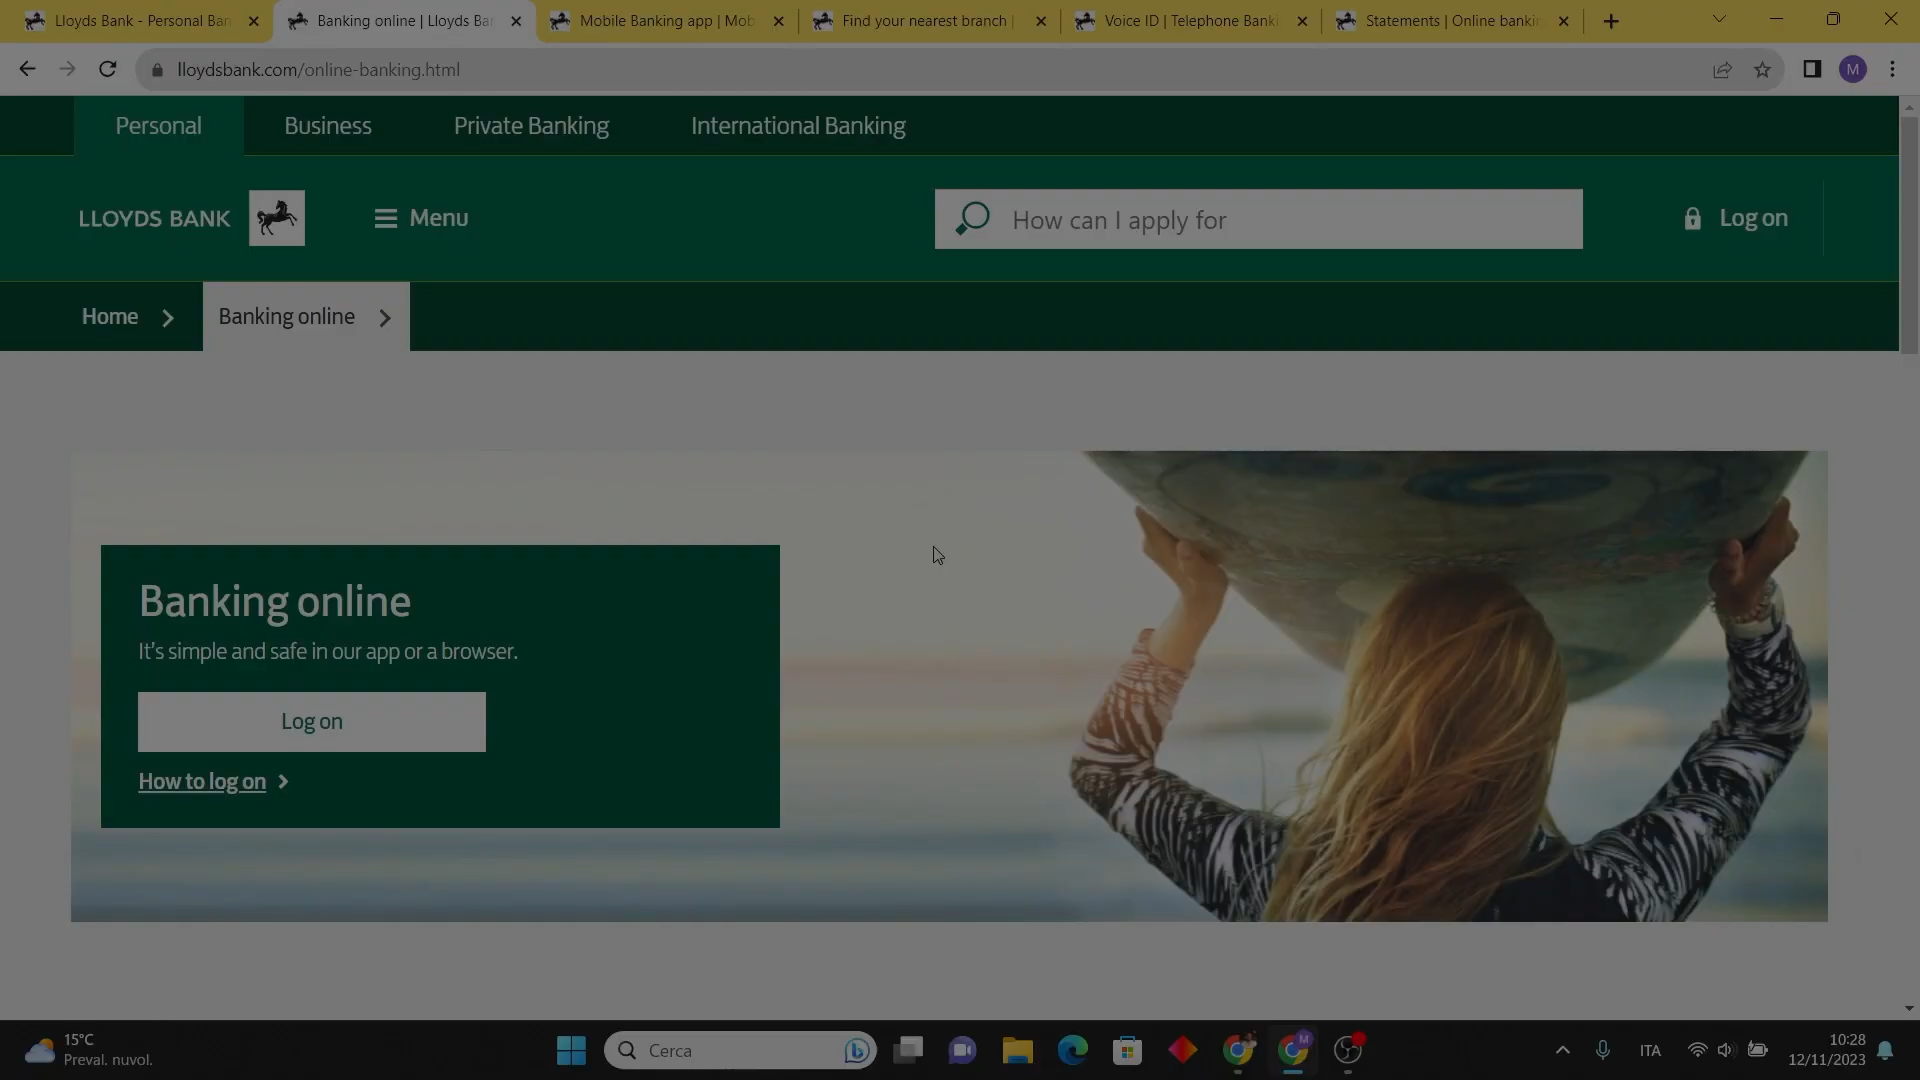 Lloyds Bank - Personal Ban
Banking online | Lloyds Ba
Mobile Banking app | Mob
Find your nearest branch |
Voice ID | Telephone Banki
Statements | Online bankin
lloydsbank.com/online-banking.html
M
Personal
Business
Private Banking
International Banking
LLOYDS BANK
Menu
How can I apply for
Log on
Home
Banking online
Banking online
It's simple and safe in our app or a browser.
Log on
How to log on
15°C
Preval. nuvol.
Cerca
M
ITA
10:28
12/11/2023